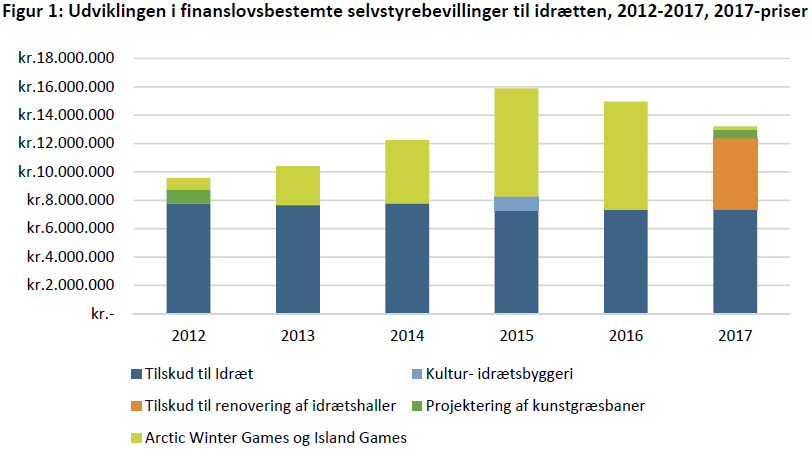 Figur 1: Udviklingen i finanslovsbestemte selvstyrebevillinger til idrætten, 2012-2017, 2017-priser
kr.18.000.000
kr.16.000.000
kr.14.000.000
kr.12.000.000
kr.10.000.000
kr.8.000.000
kr.6.000.000
kr.4.000.000
kr.2.000.000
kr.-
2012 2013 2014 2015 2016 2017
Tilskud til Idræt Kultur- idrætsbyggeri
Tilskud til renovering af idrætshaller Projektering af kunstgræsbaner
Arctic Winter Games og Island Games